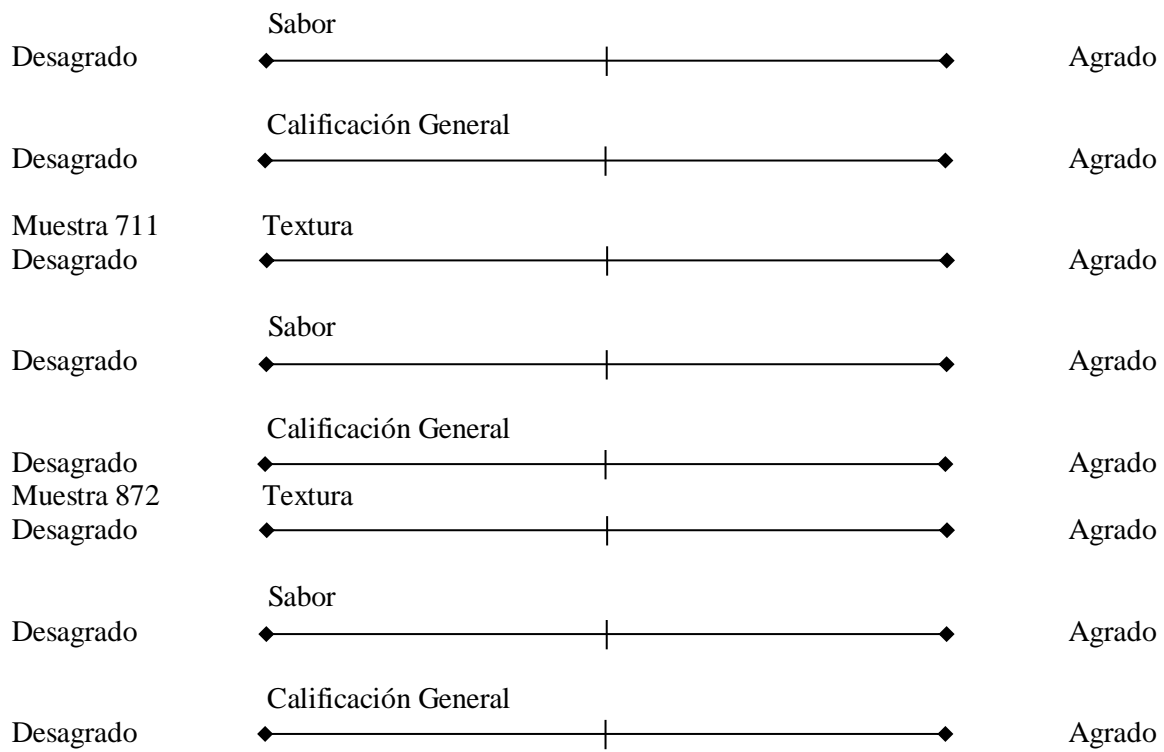 Sabor
Desagrado Agrado
Calificación General
Desagrado Agrado
Muestra 711 Textura
Desagrado Agrado
Sabor
Desagrado Agrado
Calificación General
Desagrado Agrado
Muestra 872 Textura
Desagrado Agrado
Sabor
Desagrado Agrado
Calificación General
Desagrado Agrado